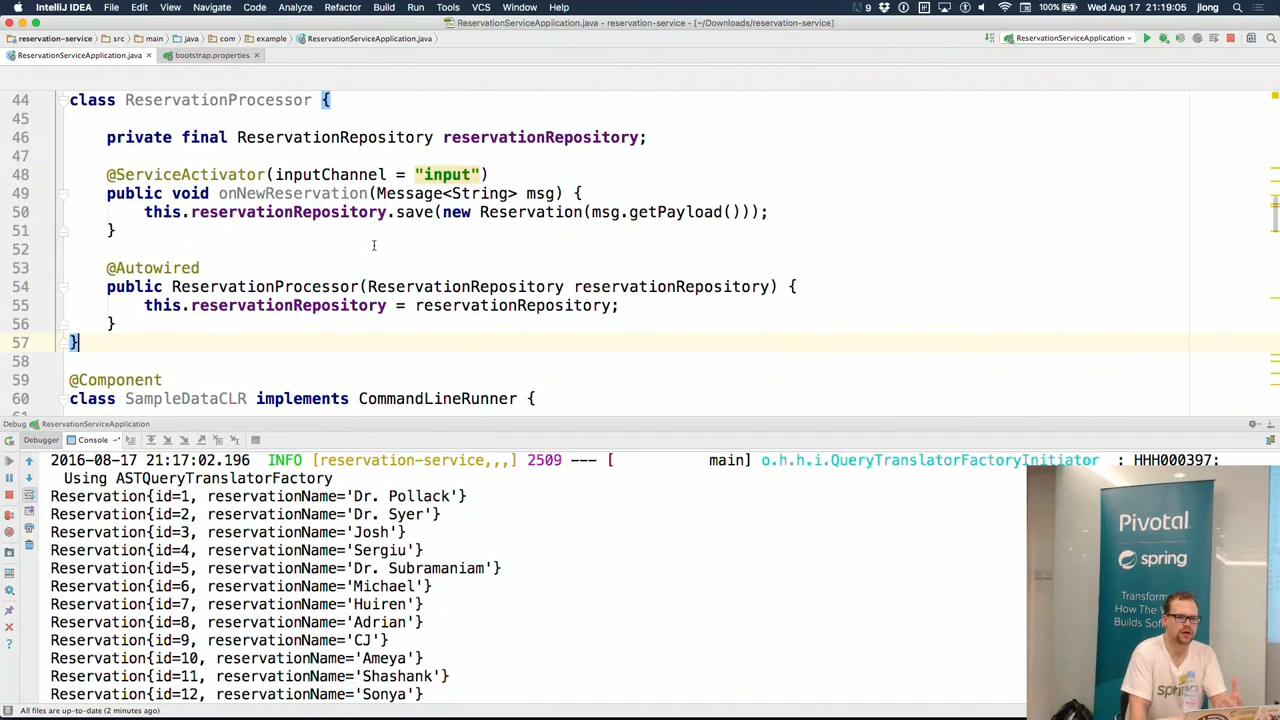 IntelliJ IDEA File Edit View Navigate Code Analyze Refactor Build Run Tools VCS Window Help 9 100% Wed Aug 17 21:19:05 jlong
ReservationServiceApplication.java - reservation-service - [~/Downloads/reservation-service]
reservation-service src main java com example ReservationServiceApplication.java ReservationServiceApplication
ReservationServiceApplication.java bootstrap.properties
44 class ReservationProcessor {
45
46 private final ReservationRepository reservationRepository;
47
48 @ServiceActivator(inputChannel = "input")
49 public void onNewReservation(Message<String> msg) {
50 this.reservationRepository.save(new Reservation(msg.getPayload()));
51 }
52
53 @Autowired
54 public ReservationProcessor(ReservationRepository reservationRepository) {
55 this.reservationRepository = reservationRepository;
56 }
57 }
58
59 @Component
60 class SampleDataCLR implements CommandLineRunner {
Debug ReservationServiceApplication
Debugger Console
2016-08-17 21:17:02.196 INFO [reservation-service,,,] 2509 --- [ main] o.h.h.i.QueryTranslatorFactoryInitiator : HHH000397:
Using ASTQueryTranslatorFactory
Reservation{id=1, reservationName='Dr. Pollack'}
Reservation{id=2, reservationName='Dr. Syer'}
Reservation{id=3, reservationName='Josh'}
Reservation{id=4, reservationName='Sergiu'}
Reservation{id=5, reservationName='Dr. Subramaniam'}
Reservation{id=6, reservationName='Michael'}
Reservation{id=7, reservationName='Huiren'}
Reservation{id=8, reservationName='Adrian'}
Reservation{id=9, reservationName='CJ'}
Reservation{id=10, reservationName='Ameya'}
Reservation{id=11, reservationName='Shashank'}
Reservation{id=12, reservationName='Sonya'}
All files are up-to-date (2 minutes ago)
Pivotal
spring
Transform
How The W
Builds Sof
spring